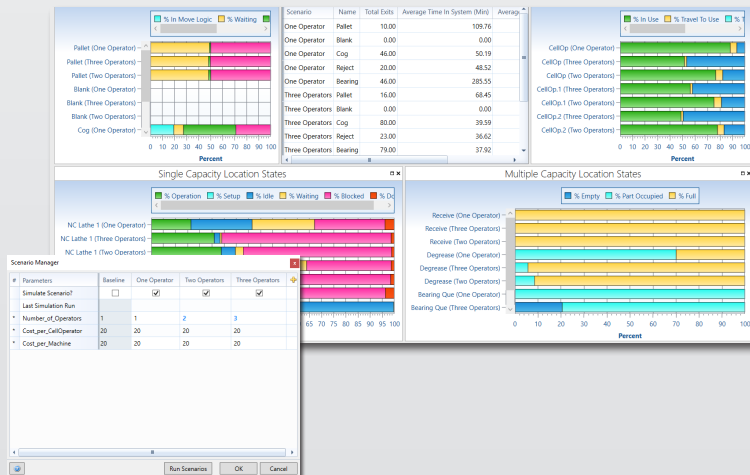 % In Move Logic % Waiting
Pallet (One Operator)
Pallet (Three Operators)
Pallet (Two Operators)
Blank (One Operator)
Blank (Three Operators)
Blank (Two Operators)
Cog (One Operator)
0 10 20 30 40 50 60 70 80 90 100
Percent
Scenario Name Total Exits Average Time In System (Min) Average
One Operator Pallet 10.00 109.76
One Operator Blank 0.00 0.00
One Operator Cog 46.00 50.19
One Operator Reject 20.00 48.52
One Operator Bearing 46.00 285.55
Three Operators Pallet 16.00 68.45
Three Operators Blank 0.00 0.00
Three Operators Cog 80.00 39.59
Three Operators Reject 23.00 36.62
Three Operators Bearing 79.00 37.92
% In Use % Travel To Use
CellOp (One Operator)
CellOp (Three Operators)
CellOp (Two Operators)
CellOp.1 (Three Operators)
CellOp.1 (Two Operators)
CellOp.2 (Three Operators)
CellOp.2 (Two Operators)
0 10 20 30 40 50 60 70 80 90 100
Percent
Single Capacity Location States
% Operation % Setup % Idle % Waiting % Blocked % Do
NC Lathe 1 (One Operator)
NC Lathe 1 (Three Operators)
NC Lathe 1 (Two Operators)
65 70 75 80 85 90 95 100
Multiple Capacity Location States
% Empty % Part Occupied % Full
Receive (One Operator)
Receive (Three Operators)
Receive (Two Operators)
Degrease (One Operator)
Degrease (Three Operators)
Degrease (Two Operators)
Bearing Que (One Operator)
Bearing Que (Three Operators)
0 10 20 30 40 50 60 70 80 90 100
Percent
Scenario Manager
# Parameters Baseline One Operator Two Operators Three Operators
Simulate Scenario?
Last Simulation Run
* Number_of_Operators 1 1 2 3
* Cost_per_CellOperator 20 20 20 20
* Cost_per_Machine 20 20 20 20
Run Scenarios OK Cancel